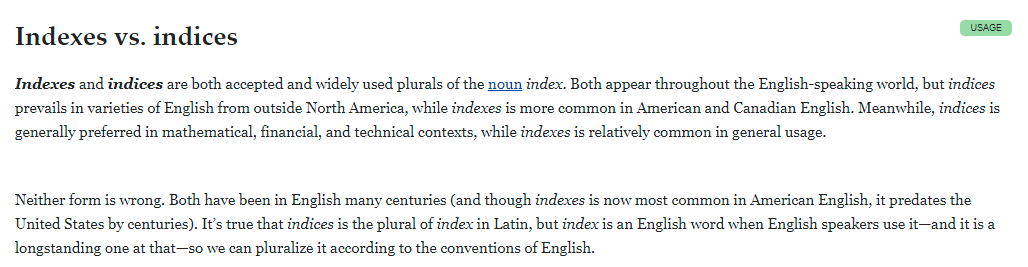 Indexes vs. indices
USAGE
Indexes and indices are both accepted and widely used plurals of the noun index. Both appear throughout the English-speaking world, but indices
prevails in varieties of English from outside North America, while indexes is more common in American and Canadian English. Meanwhile, indices is
generally preferred in mathematical, financial, and technical contexts, while indexes is relatively common in general usage.
Neither form is wrong. Both have been in English many centuries (and though indexes is now most common in American English, it predates the
United States by centuries). It’s true that indices is the plural of index in Latin, but index is an English word when English speakers use it—and it is a
longstanding one at that—so we can pluralize it according to the conventions of English.